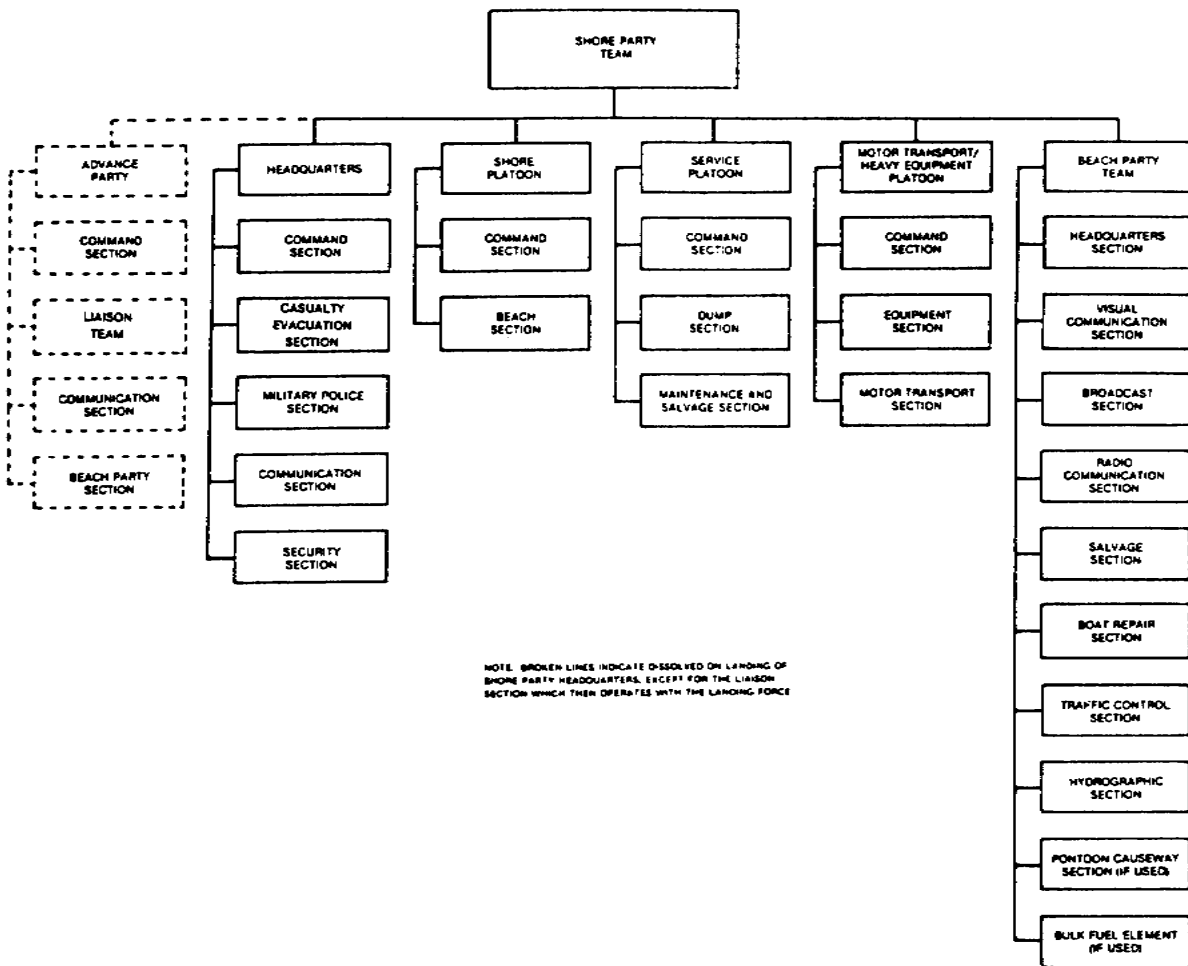 SHORE PARTY
TEAM
ADVANCE
PARTY
COMMAND
SECTION
LIAISON
TEAM
COMMUNICATION
SECTION
BEACH PARTY
SECTION
HEADQUARTERS
COMMAND
SECTION
CASUALTY
EVACUATION
SECTION
MILITARY POLICE
SECTION
COMMUNICATION
SECTION
SECURITY
SECTION
SHORE
PLATOON
COMMAND
SECTION
BEACH
SECTION
SERVICE
PLATOON
COMMAND
SECTION
DUMP
SECTION
MAINTENANCE AND
SALVAGE SECTION
MOTOR TRANSPORT/
HEAVY EQUIPMENT
PLATOON
COMMAND
SECTION
EQUIPMENT
SECTION
MOTOR TRANSPORT
SECTION
BEACH PARTY
TEAM
HEADQUARTERS
SECTION
VISUAL
COMMUNICATION
SECTION
BROADCAST
SECTION
RADIO
COMMUNICATION
SECTION
SALVAGE
SECTION
BOAT REPAIR
SECTION
TRAFFIC CONTROL
SECTION
HYDROGRAPHIC
SECTION
PONTOON CAUSEWAY
SECTION (IF USED)
BULK FUEL ELEMENT
(IF USED)
NOTE. BROKEN LINES INDICATE DISSOLVED ON LANDING OF
SHORE PARTY HEADQUARTERS, EXCEPT FOR THE LIAISON
SECTION WHICH THEN OPERATES WITH THE LANDING FORCE